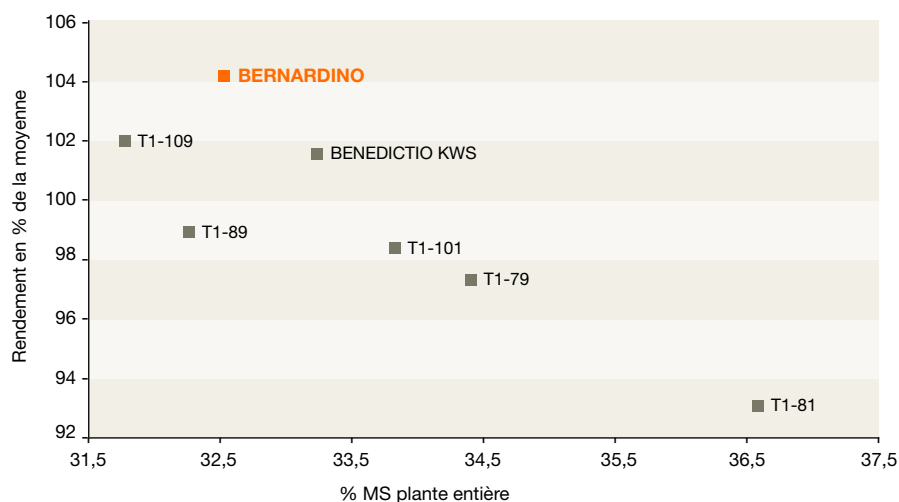 106
104
102
100
98
96
94
92
Rendement en % de la moyenne
BERNARDINO
T1-109
BENEDICTIO KWS
T1-89
T1-101
T1-79
T1-81
31,5
32,5
33,5
34,5
35,5
36,5
37,5
% MS plante entière